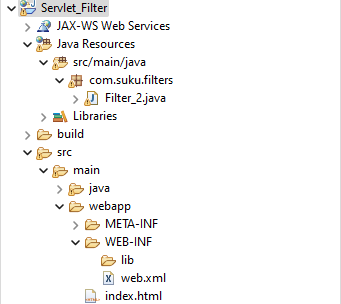 Servlet_Filter
JAX-WS Web Services
Java Resources
src/main/java
com.suku.filters
Filter_2.java
Libraries
build
src
main
java
webapp
META-INF
WEB-INF
lib
web.xml
index.html